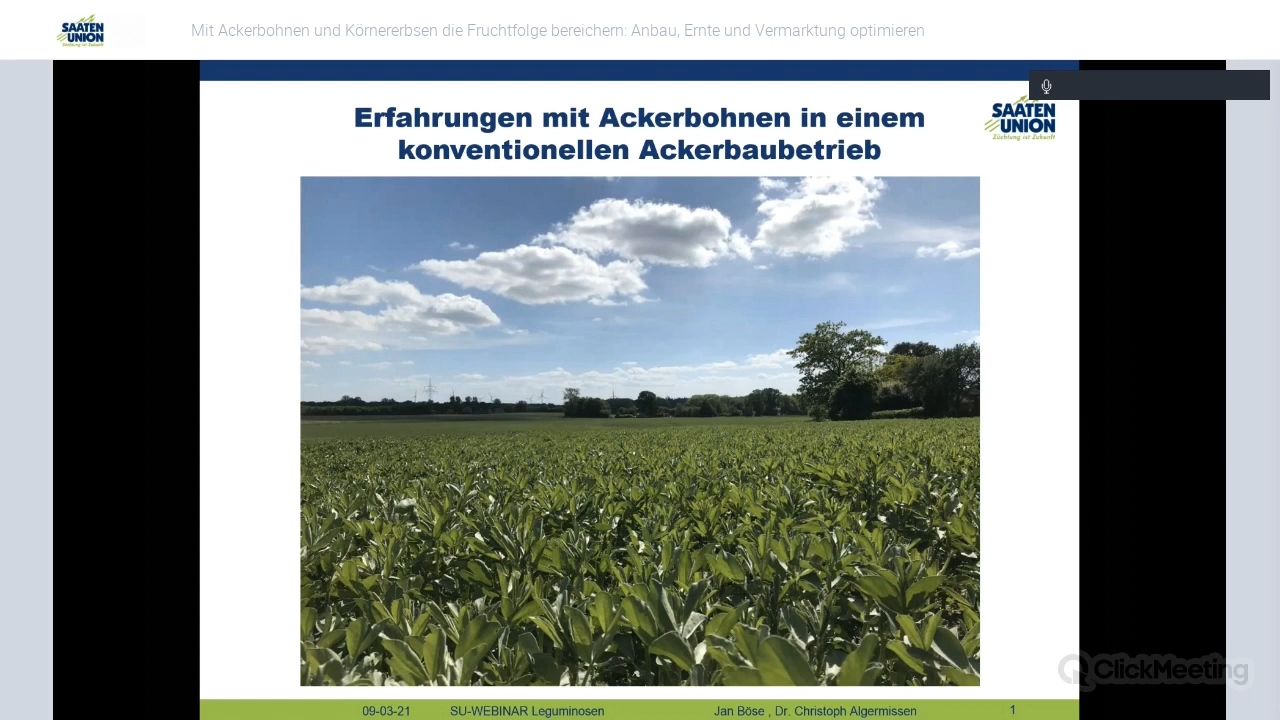 SAATEN
UNION
Züchtung ist Zukunft
Mit Ackerbohnen und Körnererbsen die Fruchtfolge bereichern: Anbau, Ernte und Vermarktung optimieren
Erfahrungen mit Ackerbohnen in einem
konventionellen Ackerbaubetrieb
SAATEN
UNION
Züchtung ist Zukunft
ClickMeeting
09-03-21 SU-WEBINAR Leguminosen Jan Böse , Dr. Christoph Algermissen 1